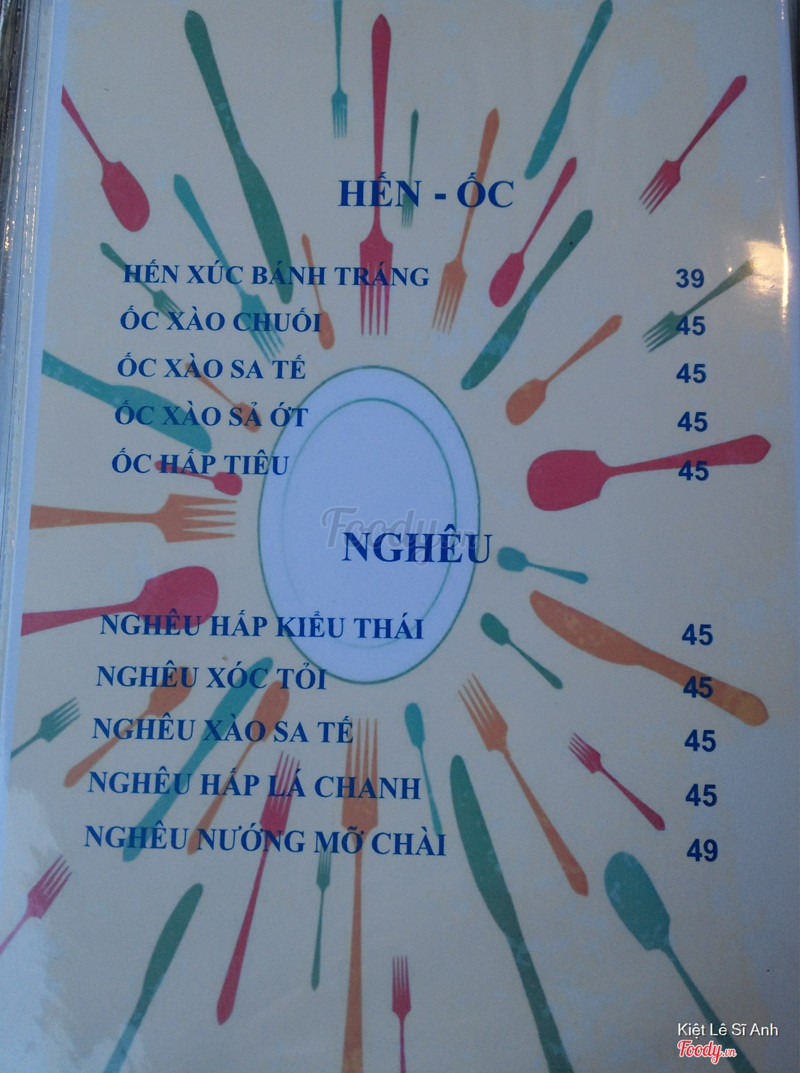 HẾN - ỐC
HẾN XÚC BÁNH TRÁNG 39
ỐC XÀO CHUỐI 45
ỐC XÀO SA TẾ 45
ỐC XÀO SẢ ỚT 45
ỐC HẤP TIÊU 45
Foody.vn
NGHÊU
NGHÊU HẤP KIỂU THÁI 45
NGHÊU XÓC TỎI 45
NGHÊU XÀO SA TẾ 45
NGHÊU HẤP LÁ CHANH 45
NGHÊU NƯỚNG MỠ CHÀI 49
Kiệt Lê Sĩ Anh
Foody.vn